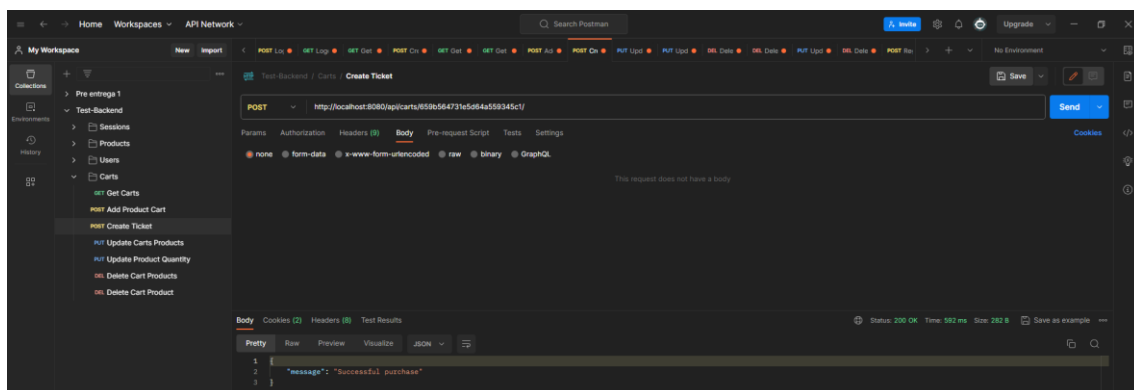 Home Workspaces API Network
Search Postman
Invite
Upgrade
My Workspace
New Import
POST Log GET Logi GET Get POST Cre GET Get GET Get POST Ad POST Cre PUT Upd PUT Upd DEL Dele DEL Dele PUT Upd DEL Dele POST Re
No Environment
Collections
Environments
History
Pre entrega 1
Test-Backend
Sessions
Products
Users
Carts
GET Get Carts
POST Add Product Cart
POST Create Ticket
PUT Update Carts Products
PUT Update Product Quantity
DEL Delete Cart Products
DEL Delete Cart Product
Test-Backend / Carts / Create Ticket
Save
POST http://localhost:8080/api/carts/659b564731e5d64a559345c1/
Send
Params Authorization Headers (9) Body Pre-request Script Tests Settings
Cookies
none form-data x-www-form-urlencoded raw binary GraphQL
This request does not have a body
Body Cookies (2) Headers (8) Test Results
Status: 200 OK Time: 592 ms Size: 282 B Save as example
Pretty Raw Preview Visualize JSON
1 {
2 "message": "Successful purchase"
3 }